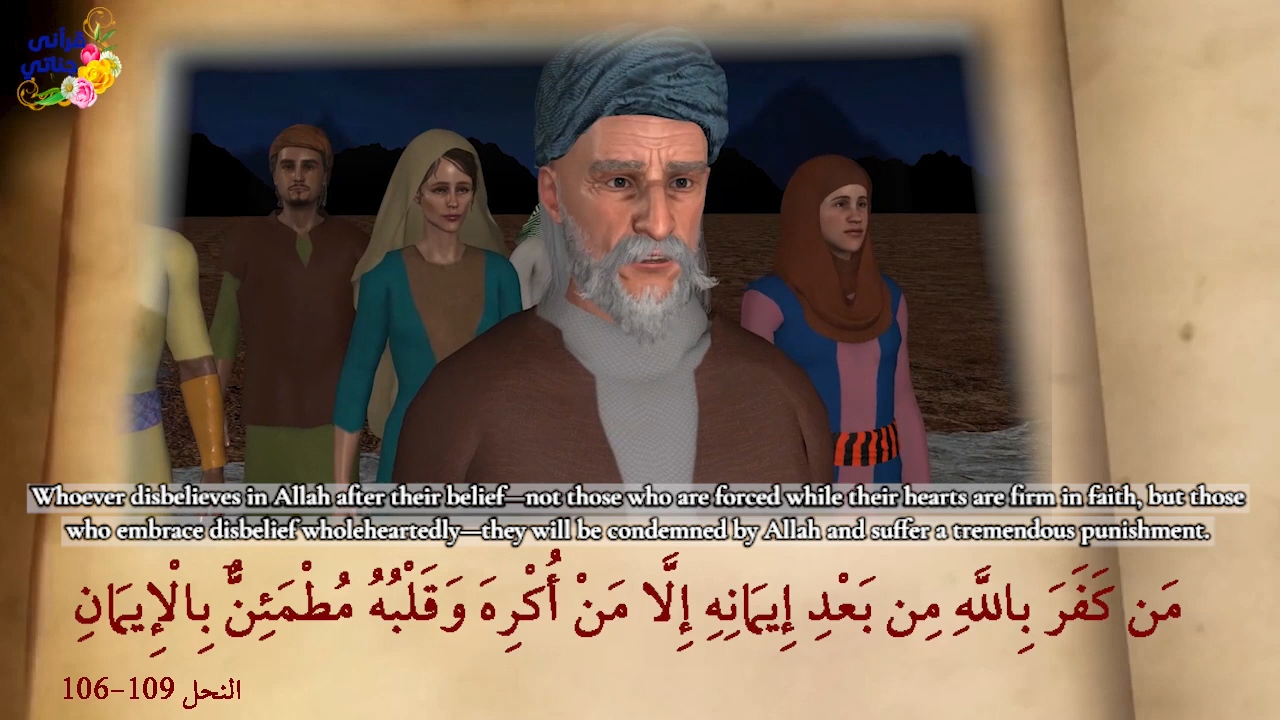 قرآني
جناتي
Whoever disbelieves in Allah after their belief—not those who are forced while their hearts are firm in faith, but those
who embrace disbelief wholeheartedly—they will be condemned by Allah and suffer a tremendous punishment.
مَن كَفَرَ بِاللَّهِ مِن بَعْدِ إِيمَانِهِ إِلَّا مَنْ أُكْرِهَ وَقَلْبُهُ مُطْمَئِنٌّ بِالْإِيمَانِ
النحل 109-106